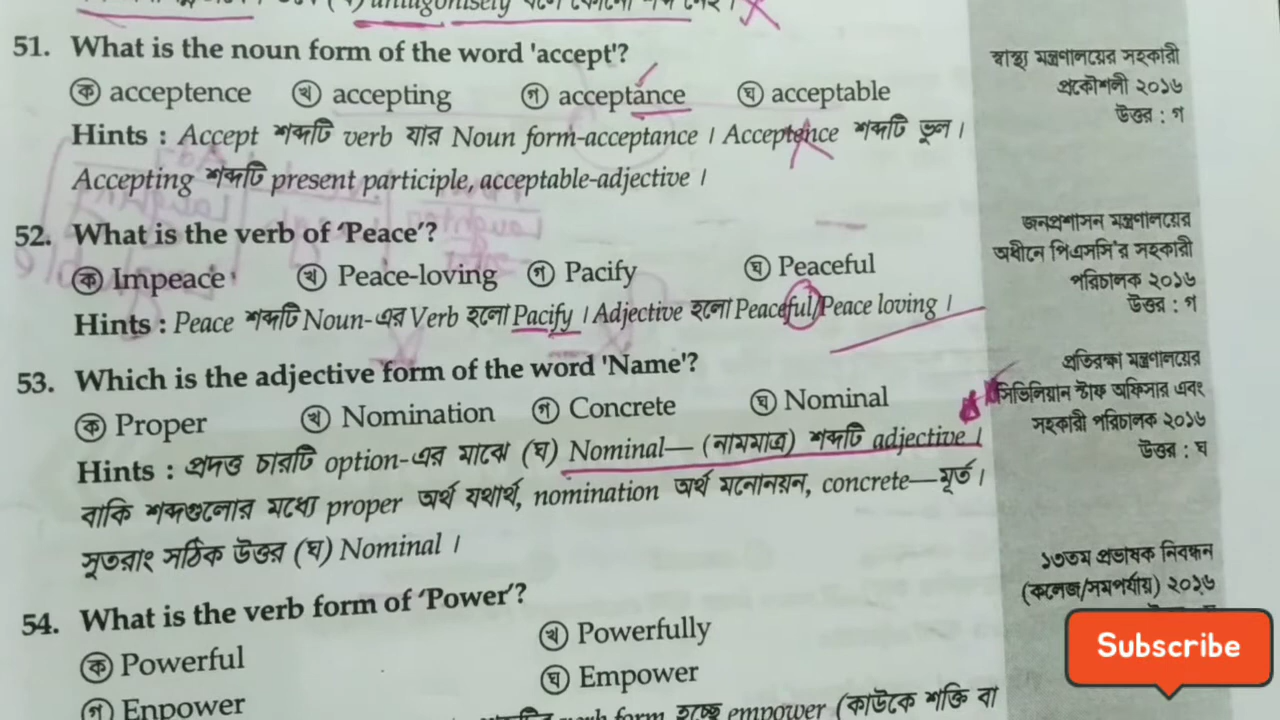 antagonisely
51. What is the noun form of the word 'accept'?
ক acceptence খ accepting গ acceptance ঘ acceptable
Hints : Accept শব্দটি verb যার Noun form-acceptance । Acceptence শব্দটি ভুল ।
Accepting শব্দটি present participle, acceptable-adjective ।
স্বাস্থ্য মন্ত্রণালয়ের সহকারী
প্রকৌশলী ২০১৬
উত্তর : গ
52. What is the verb of 'Peace'?
ক Impeace খ Peace-loving গ Pacify ঘ Peaceful
Hints : Peace শব্দটি Noun-এর Verb হলো Pacify । Adjective হলো Peaceful/Peace loving ।
জনপ্রশাসন মন্ত্রণালয়ের
অধীনে পিএসসি'র সহকারী
পরিচালক ২০১৬
উত্তর : গ
53. Which is the adjective form of the word 'Name'?
ক Proper খ Nomination গ Concrete ঘ Nominal
Hints : প্রদত্ত চারটি option-এর মাঝে (ঘ) Nominal— (নামমাত্র) শব্দটি adjective ।
বাকি শব্দগুলোর মধ্যে proper অর্থ যথার্থ, nomination অর্থ মনোনয়ন, concrete—মূর্ত ।
সুতরাং সঠিক উত্তর (ঘ) Nominal ।
প্রতিরক্ষা মন্ত্রণালয়ের
সিভিলিয়ান স্টাফ অফিসার এবং
সহকারী পরিচালক ২০১৬
উত্তর : ঘ
54. What is the verb form of 'Power'?
ক Powerful খ Powerfully
গ Enpower ঘ Empower
verb form হচ্ছে empower (কাউকে শক্তি বা
১৩তম প্রভাষক নিবন্ধন
(কলেজ/সমপর্যায়) ২০১৬
Subscribe